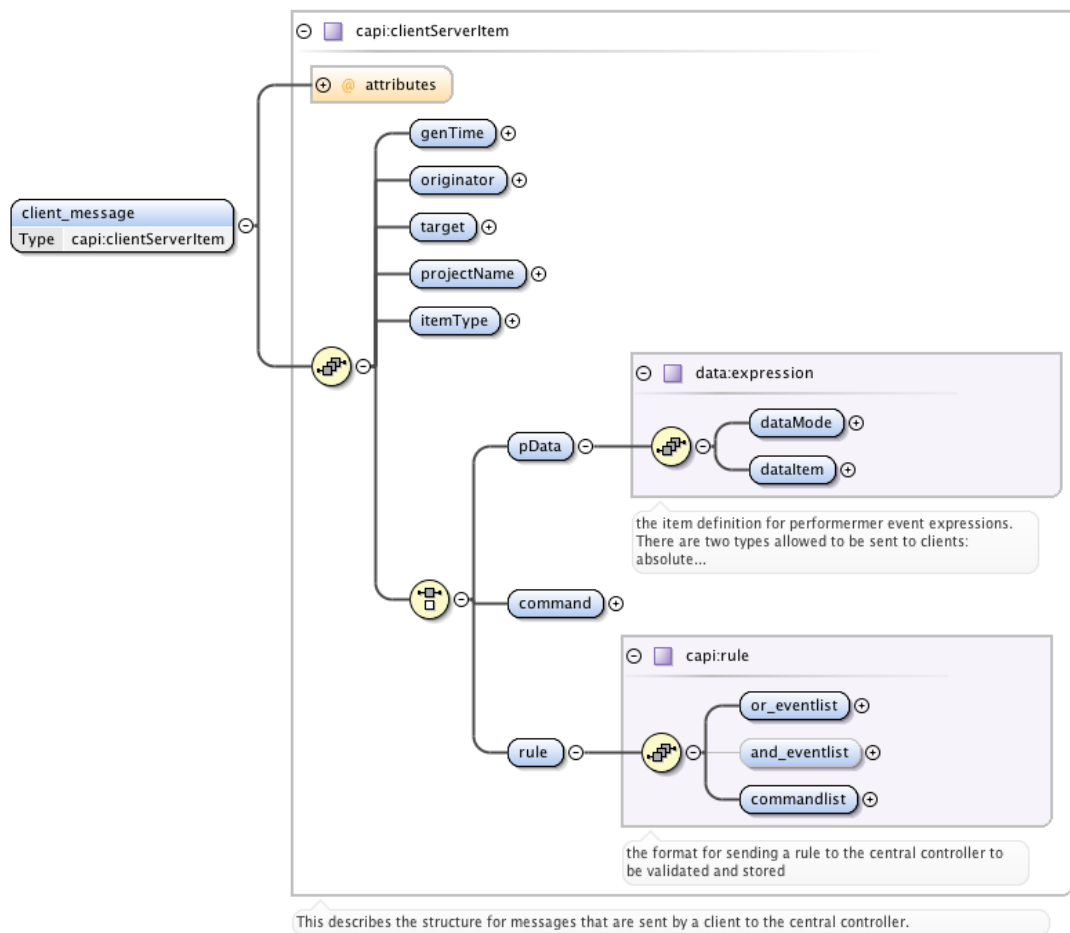 capi:clientServerItem
@ attributes
genTime
originator
target
projectName
itemType
client_message
Type capi:clientServerItem
data:expression
pData
dataMode
dataItem
the item definition for performermer event expressions.
There are two types allowed to be sent to clients:
absolute...
command
capi:rule
rule
or_eventlist
and_eventlist
commandlist
the format for sending a rule to the central controller to
be validated and stored
This describes the structure for messages that are sent by a client to the central controller.